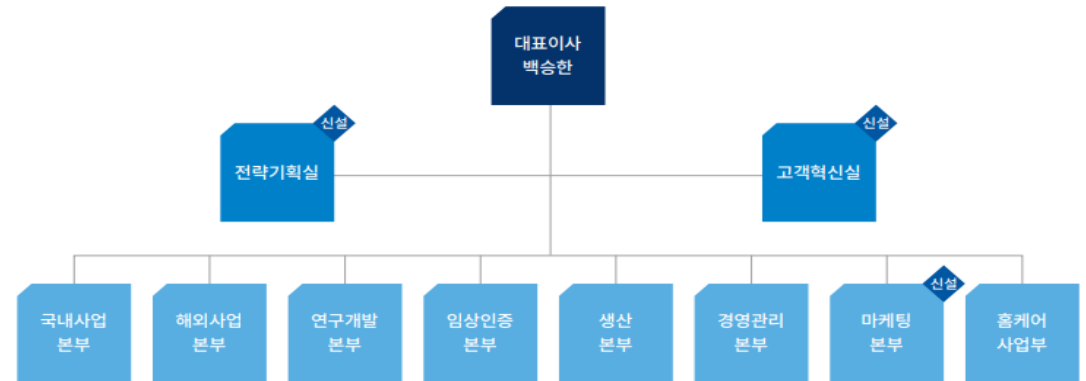 대표이사
백승한
신설
전략기획실
신설
고객혁신실
국내사업
본부
해외사업
본부
연구개발
본부
임상인증
본부
생산
본부
경영관리
본부
신설
마케팅
본부
홈케어
사업부